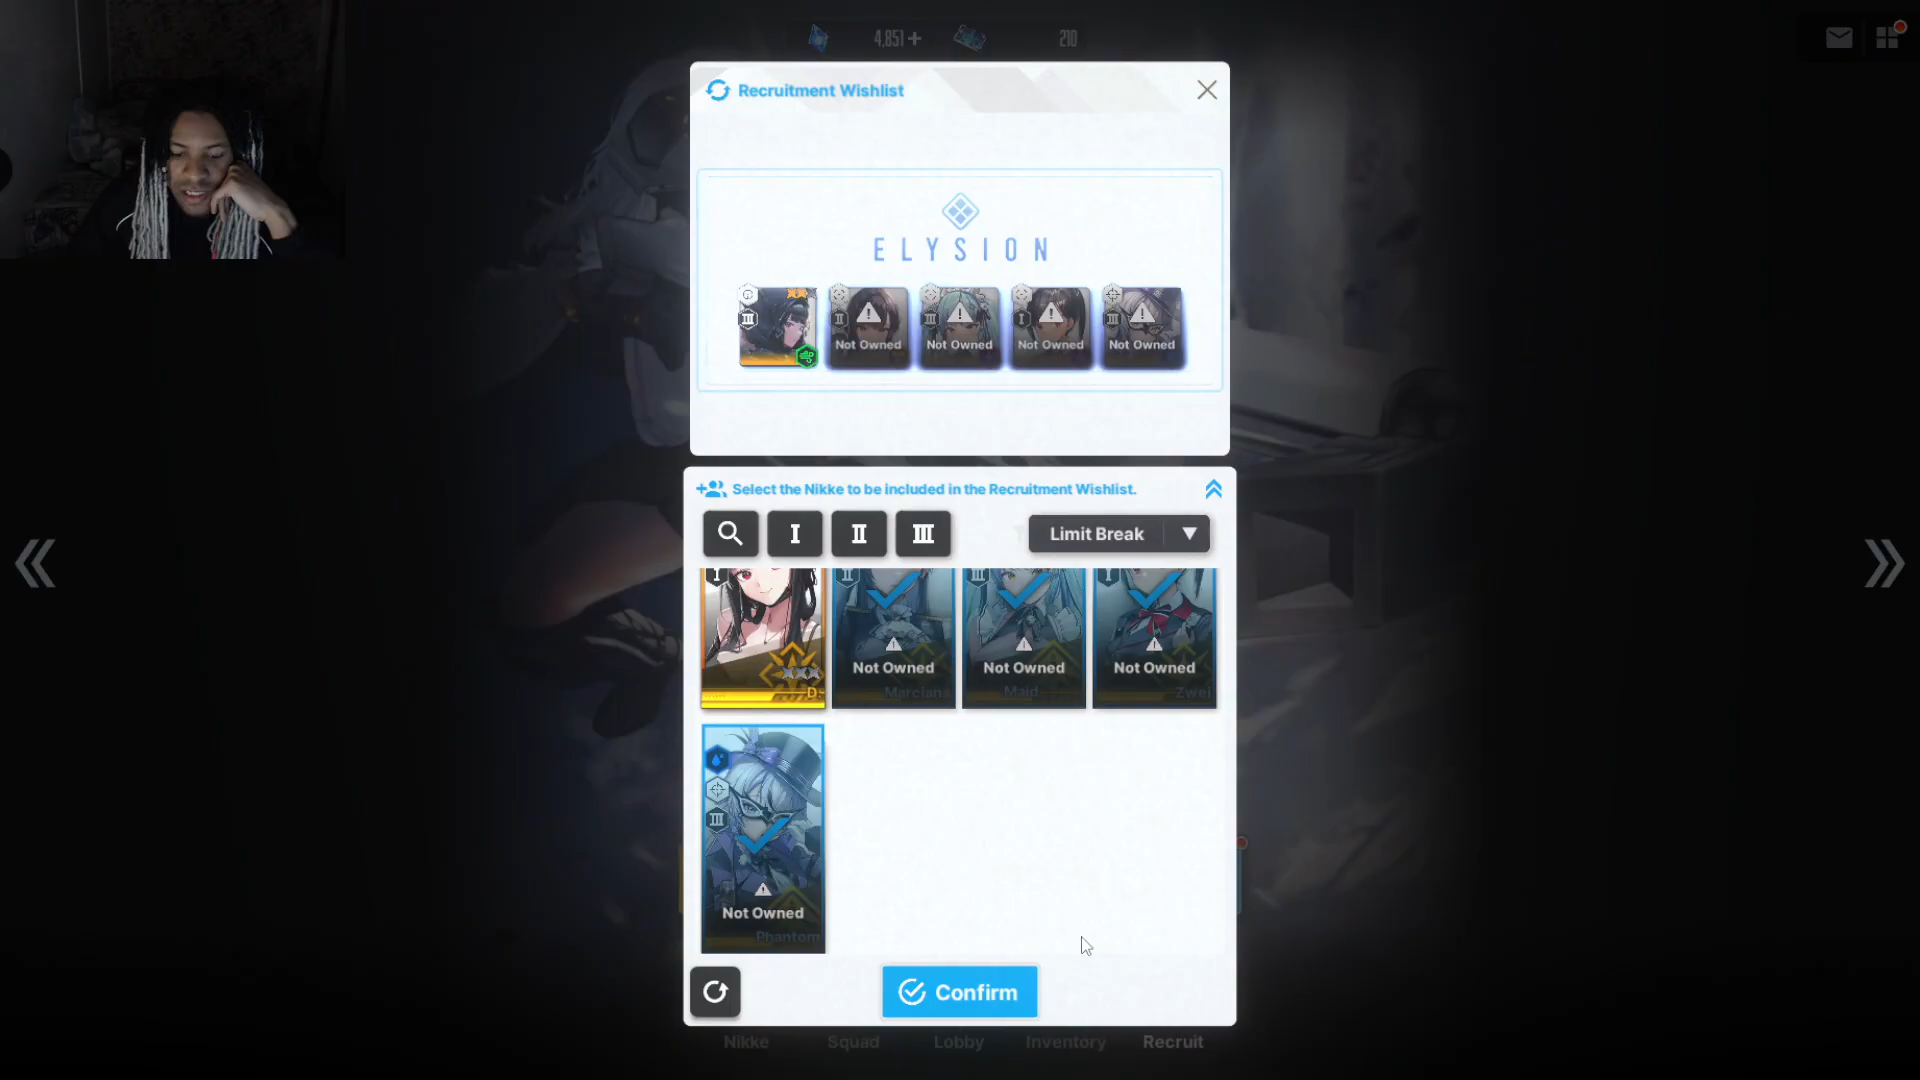 4,851 +
210
Recruitment Wishlist
ELYSION
Not Owned
Not Owned
Not Owned
Not Owned
Select the Nikke to be included in the Recruitment Wishlist.
I
II
III
Limit Break
D
Not Owned
Marciana
Not Owned
Maid
Not Owned
Zwei
III
Not Owned
Phantom
Confirm
Nikke
Squad
Lobby
Inventory
Recruit